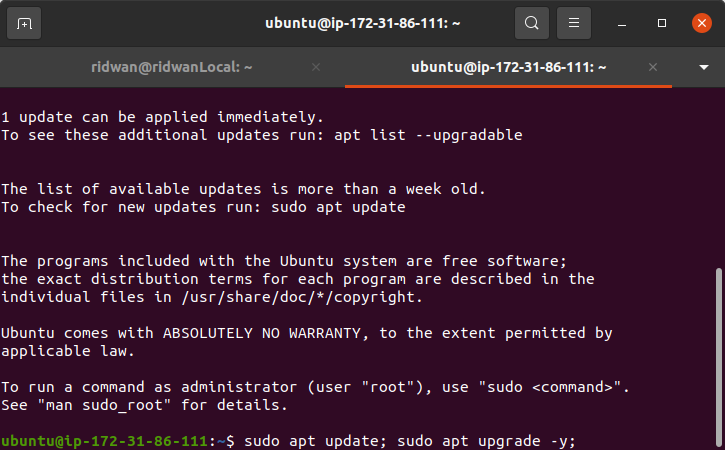 ubuntu@ip-172-31-86-111: ~
ridwan@ridwanLocal: ~
ubuntu@ip-172-31-86-111: ~
1 update can be applied immediately.
To see these additional updates run: apt list --upgradable
The list of available updates is more than a week old.
To check for new updates run: sudo apt update
The programs included with the Ubuntu system are free software;
the exact distribution terms for each program are described in the
individual files in /usr/share/doc/*/copyright.
Ubuntu comes with ABSOLUTELY NO WARRANTY, to the extent permitted by
applicable law.
To run a command as administrator (user "root"), use "sudo <command>".
See "man sudo_root" for details.
ubuntu@ip-172-31-86-111:~$ sudo apt update; sudo apt upgrade -y;